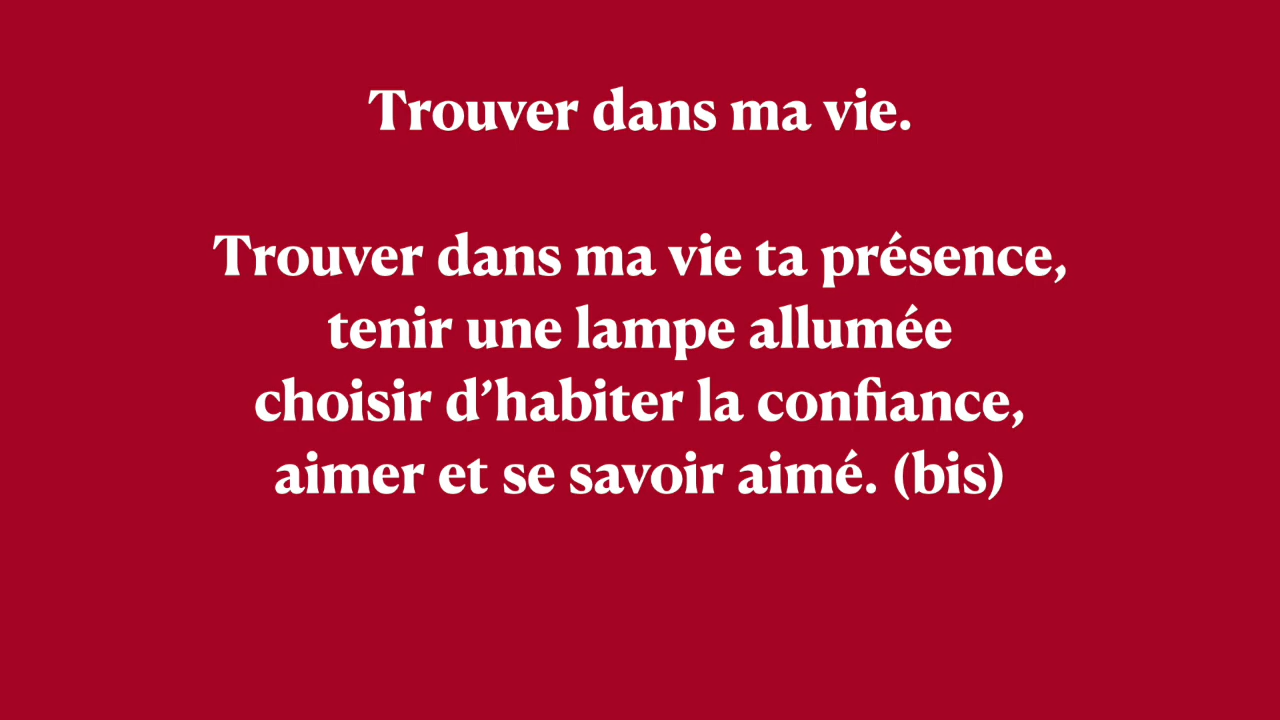 Trouver dans ma vie.
Trouver dans ma vie ta présence,
tenir une lampe allumée
choisir d’habiter la confiance,
aimer et se savoir aimé. (bis)